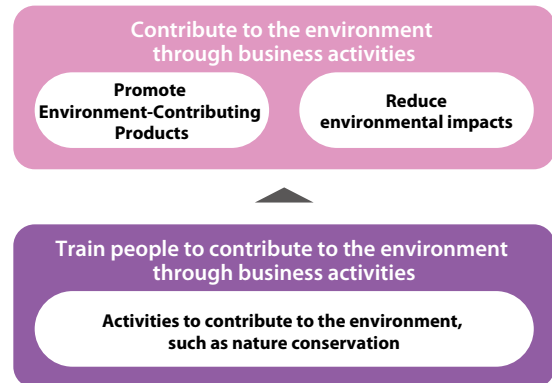 Contribute to the environment
through business activities
Promote
Environment-Contributing
Products
Reduce
environmental impacts
Train people to contribute to the environment
through business activities
Activities to contribute to the environment,
such as nature conservation